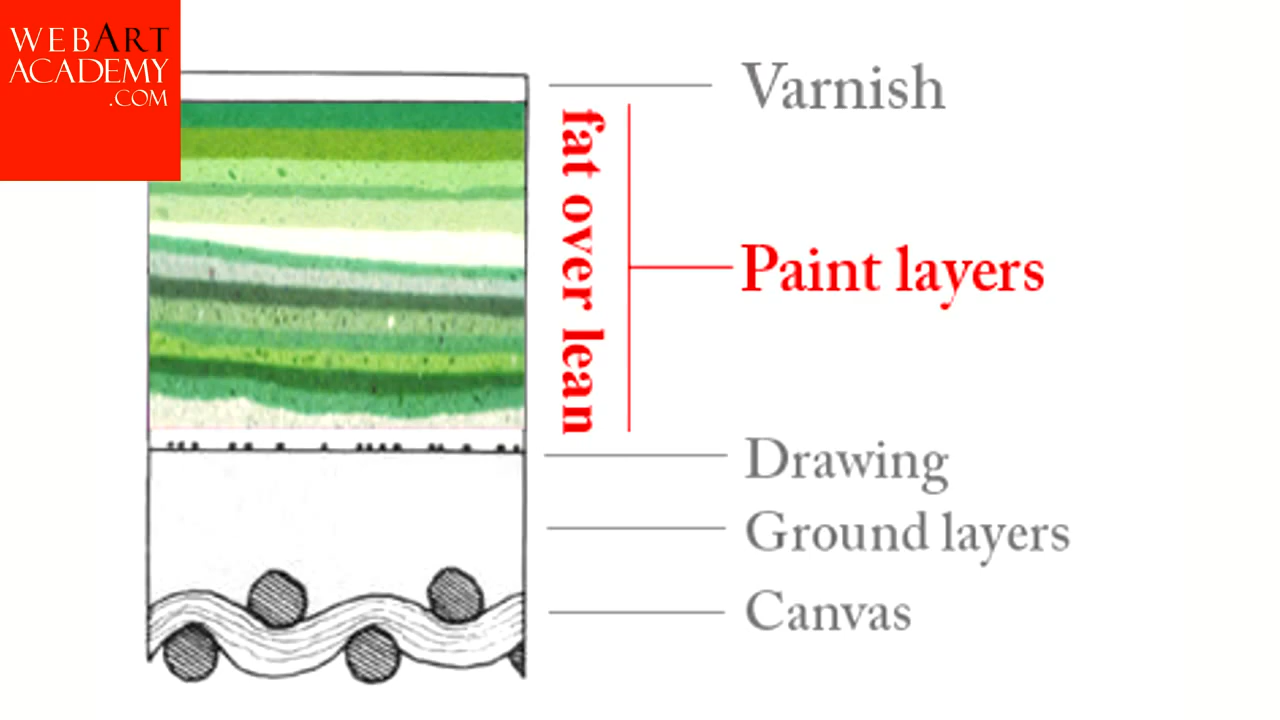 WEBART
ACADEMY
.COM
Varnish
fat over lean
Paint layers
Drawing
Ground layers
Canvas